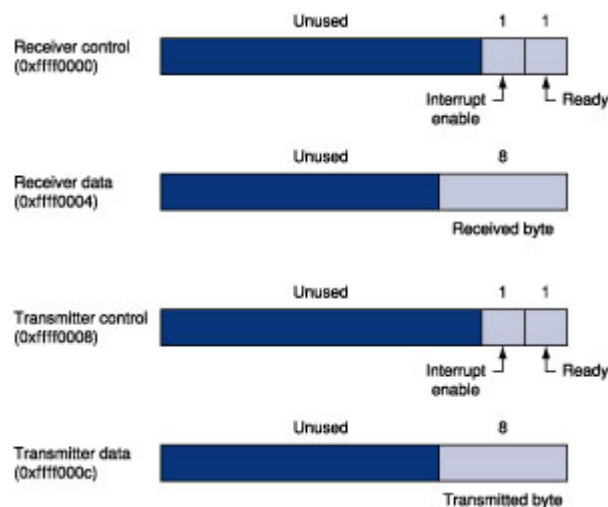 Unused
1
1
Receiver control
(0xffff0000)
Interrupt
enable
Ready
Unused
8
Receiver data
(0xffff0004)
Received byte
Unused
1
1
Transmitter control
(0xffff0008)
Interrupt
enable
Ready
Unused
8
Transmitter data
(0xffff000c)
Transmitted byte